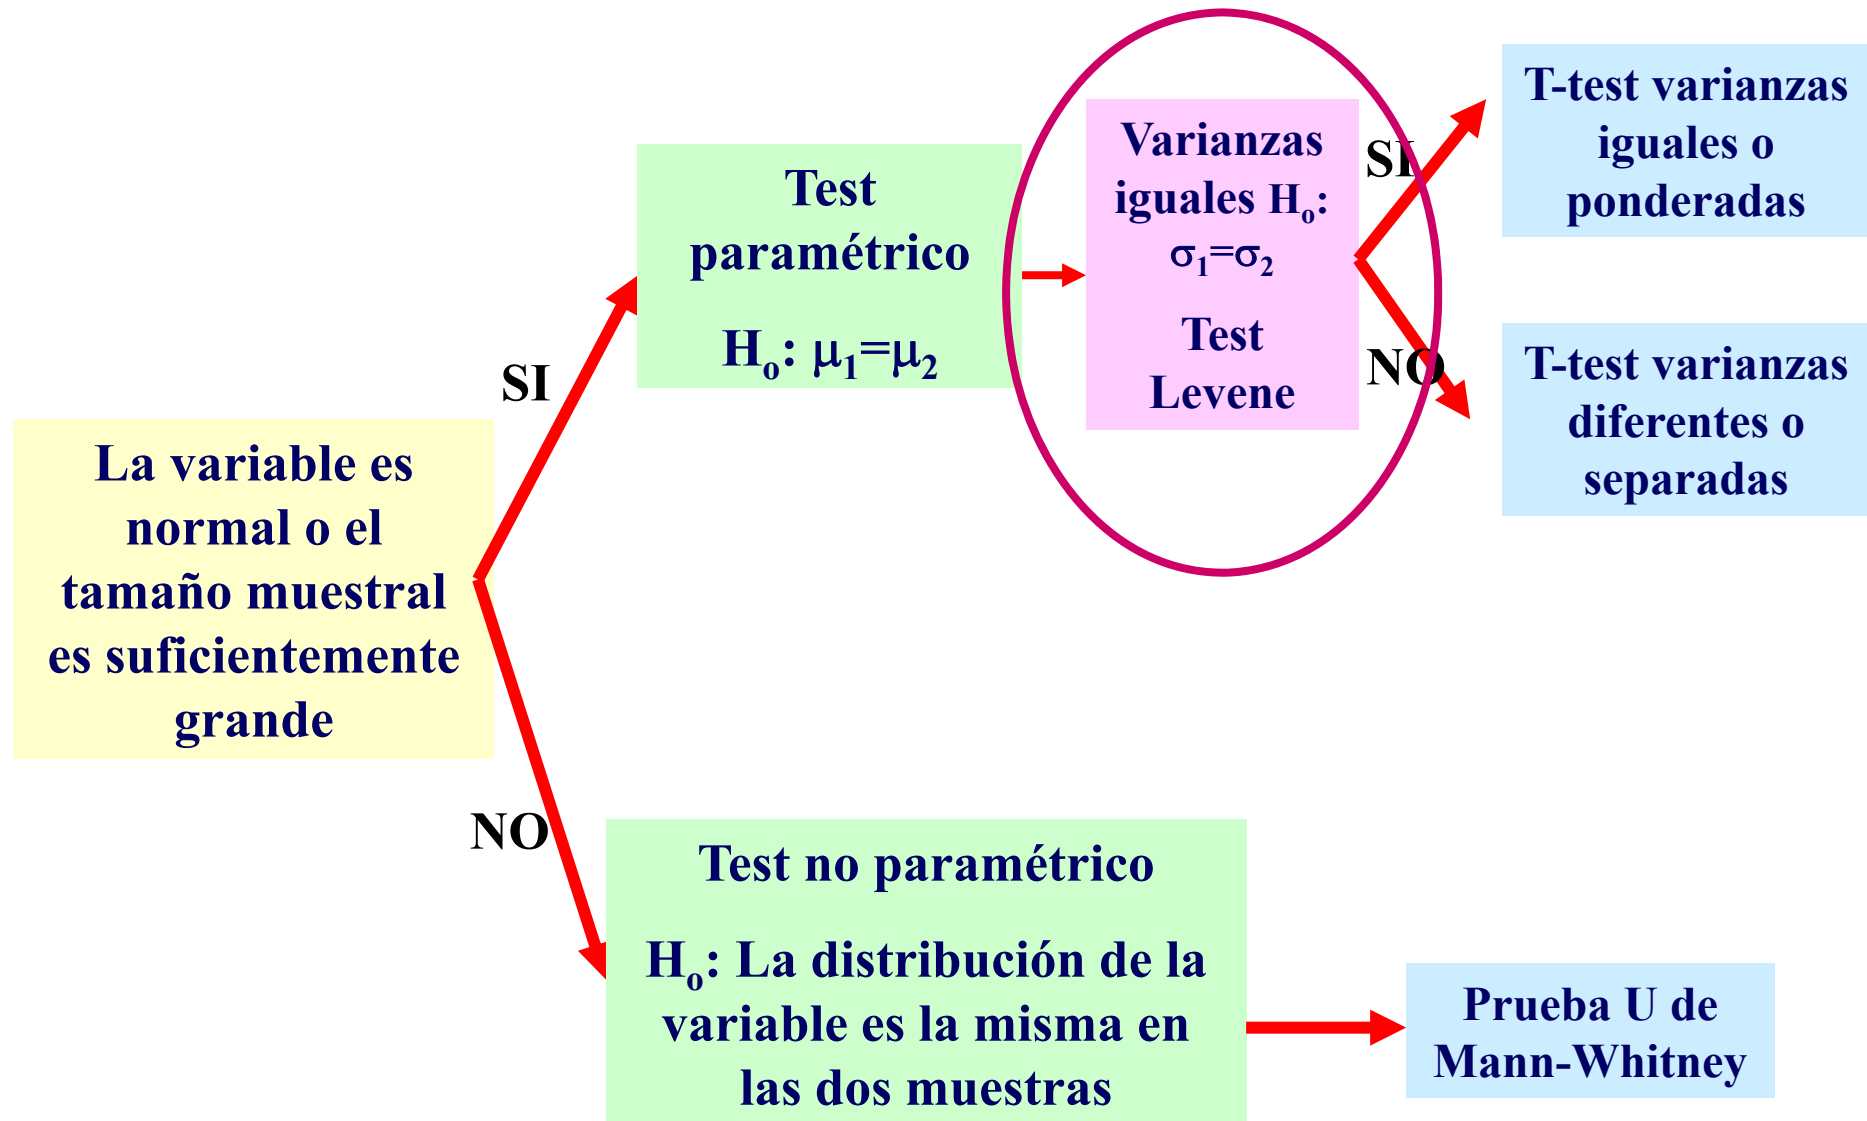 La variable es
normal o el
tamaño muestral
es suficientemente
grande
SI
Test
paramétrico
Ho: μ1=μ2
Varianzas
iguales Ho:
σ1=σ2
Test
Levene
SI
T-test varianzas
iguales o
ponderadas
NO
T-test varianzas
diferentes o
separadas
NO
Test no paramétrico
Ho: La distribución de la
variable es la misma en
las dos muestras
Prueba U de
Mann-Whitney